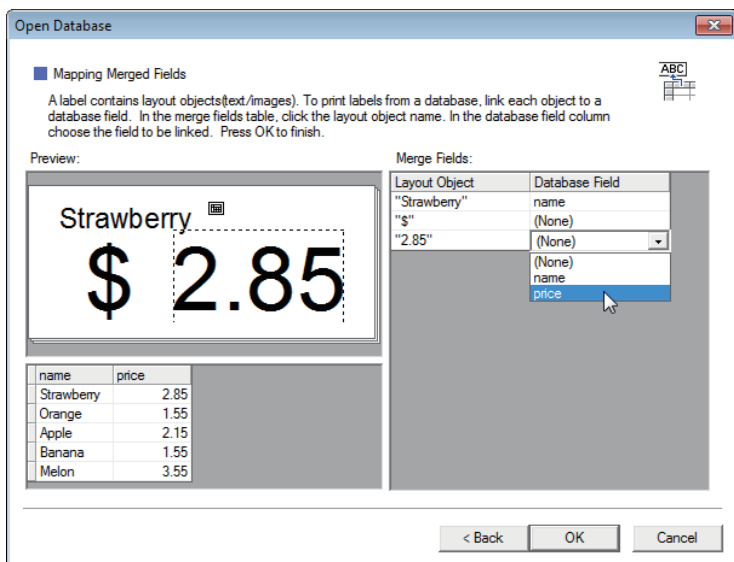 Open Database
Mapping Merged Fields
ABC
A label contains layout objects(text/images). To print labels from a database, link each object to a
database field. In the merge fields table, click the layout object name. In the database field column
choose the field to be linked. Press OK to finish.
Preview:
Strawberry
$ 2.85
name price
Strawberry 2.85
Orange 1.55
Apple 2.15
Banana 1.55
Melon 3.55
Merge Fields:
Layout Object Database Field
"Strawberry" name
"$" (None)
"2.85" (None)
(None)
name
price
< Back OK Cancel